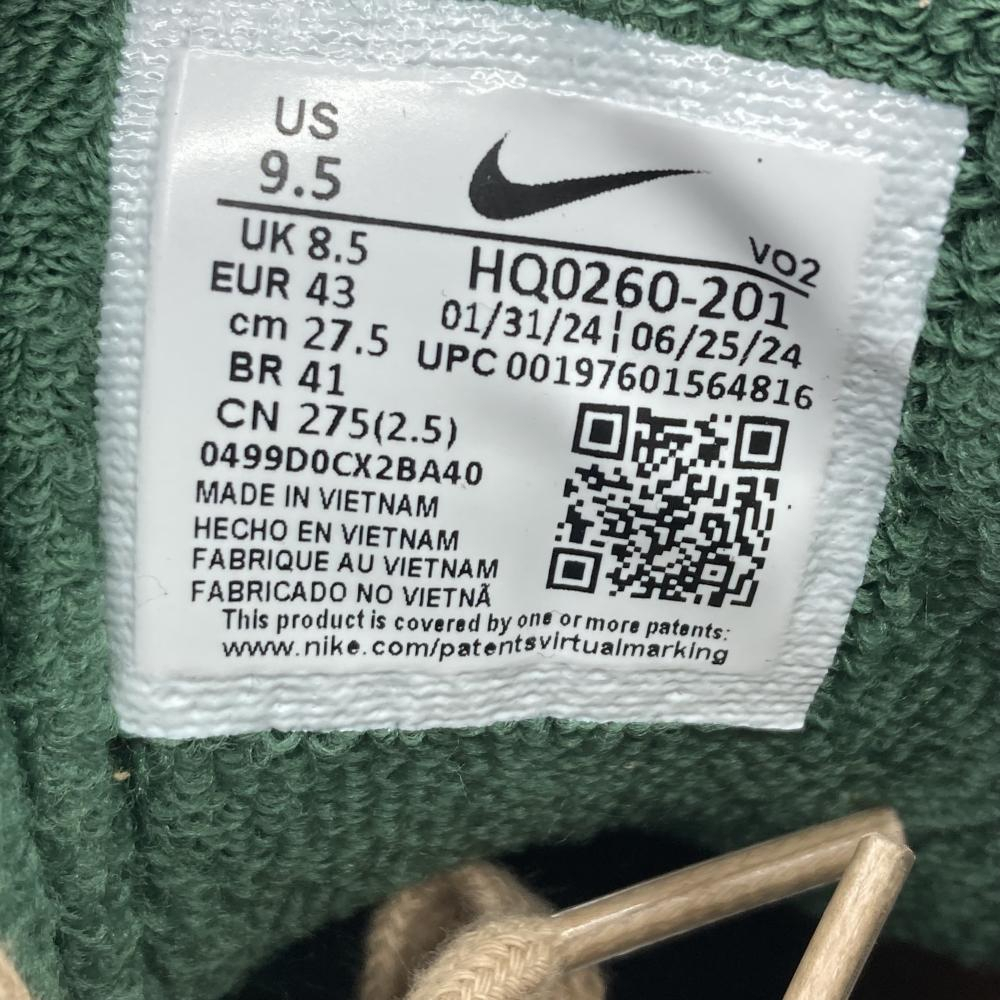 US
9.5
UK 8.5
EUR 43
cm 27.5
BR 41
CN 275(2.5)
VO2
HQ0260-201
01/31/24 | 06/25/24
UPC 00197601564816
0499D0CX2BA40
MADE IN VIETNAM
HECHO EN VIETNAM
FABRIQUE AU VIETNAM
FABRICADO NO VIETNÃ
This product is covered by one or more patents:
www.nike.com/patentsvirtualmarking